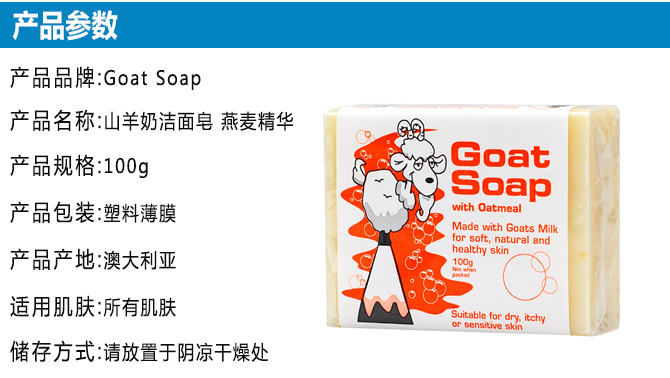 产品参数
产品品牌:Goat Soap
产品名称:山羊奶洁面皂 燕麦精华
产品规格:100g
产品包装:塑料薄膜
产品产地:澳大利亚
适用肌肤:所有肌肤
储存方式:请放置于阴凉干燥处
Goat
Soap
with Oatmeal
Made with Goats Milk
for soft, natural and
healthy skin
100g
Net when
packed
Suitable for dry, itchy
or sensitive skin